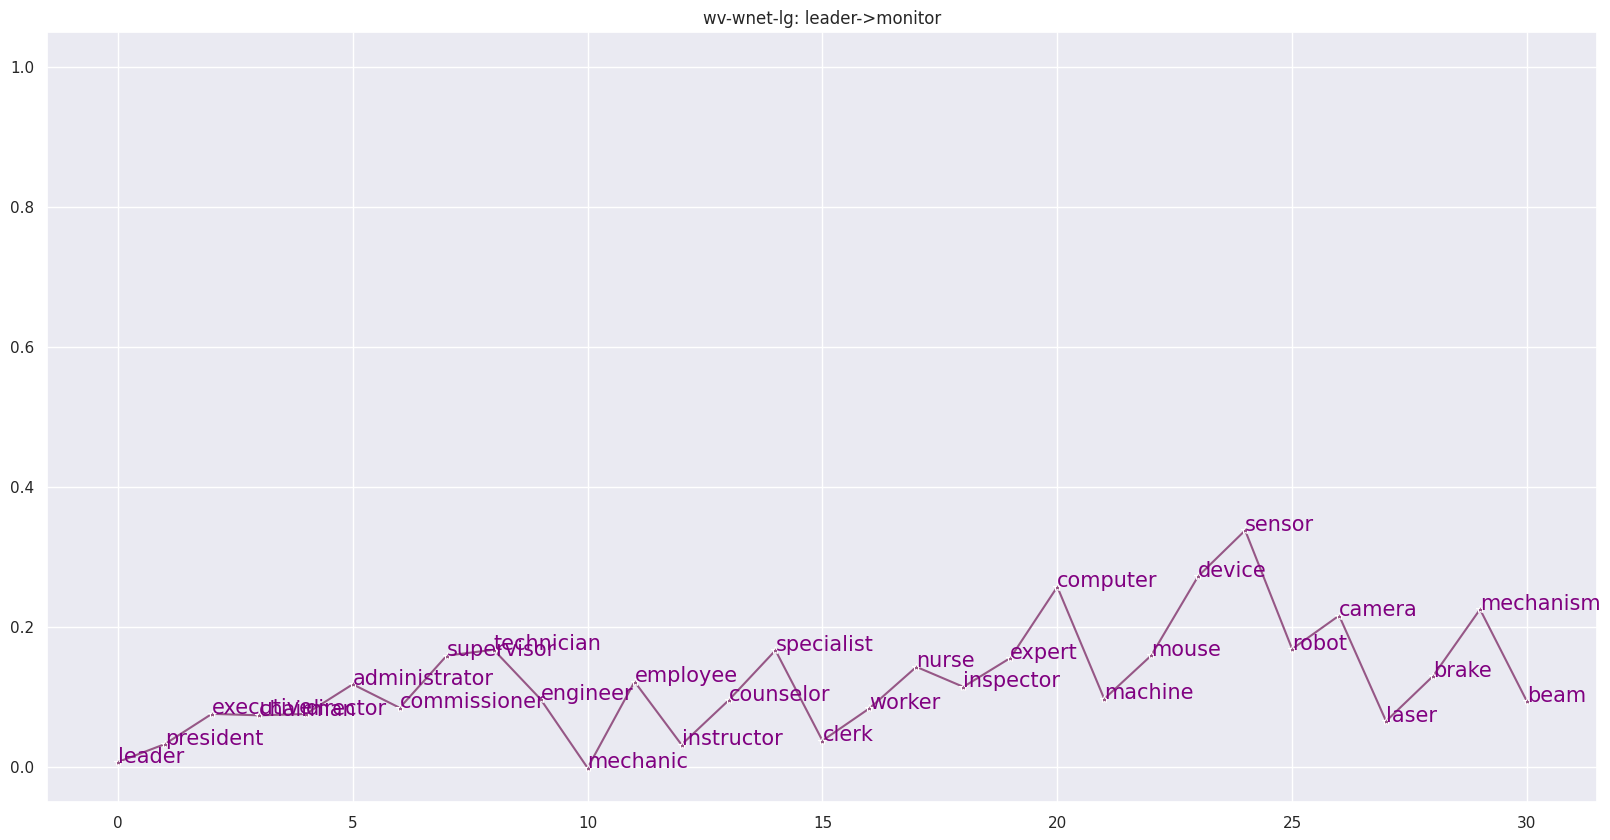 wv-wnet-lg: leader->monitor
1.0
0.8
0.6
0.4
0.2
0.0
leader
president
executive
chairman
director
administrator
commissioner
supervisor
technician
engineer
mechanic
employee
instructor
counselor
specialist
clerk
worker
nurse
inspector
expert
computer
machine
mouse
device
sensor
robot
camera
laser
brake
mechanism
beam
0 5 10 15 20 25 30